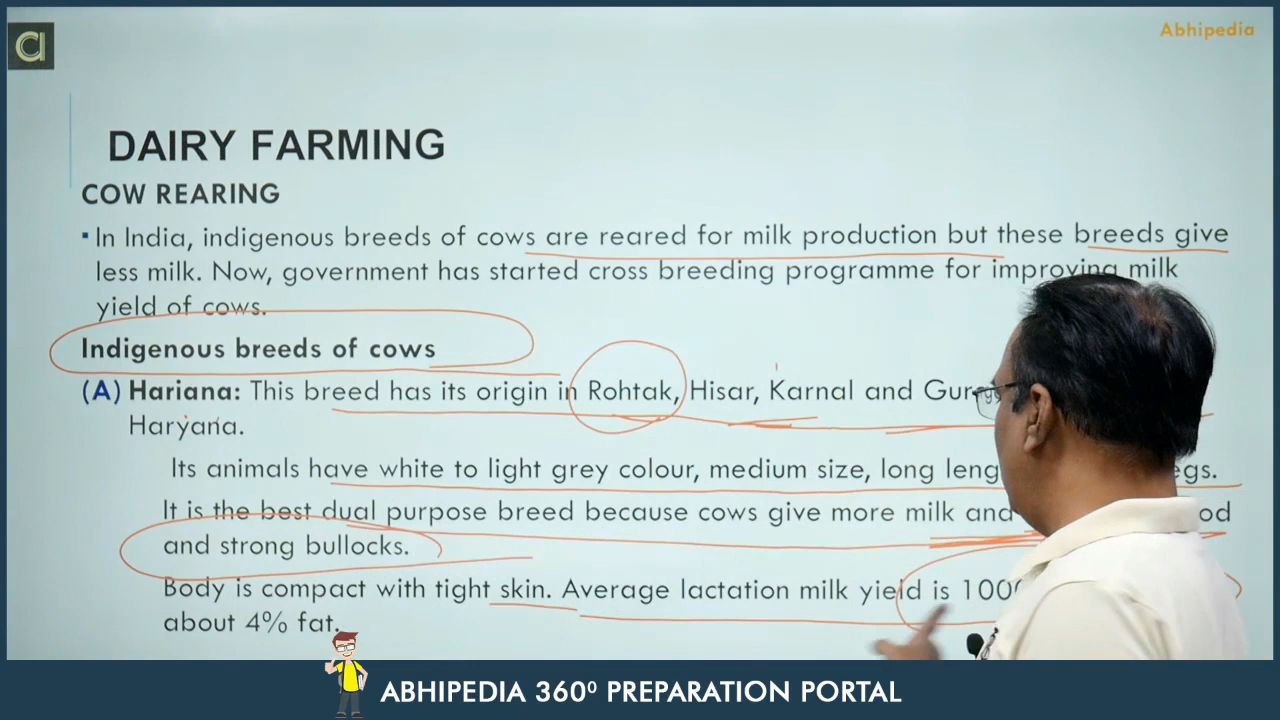 Abhipedia
DAIRY FARMING
COW REARING
▪ In India, indigenous breeds of cows are reared for milk production but these breeds give
less milk. Now, government has started cross breeding programme for improving milk
yield of cows.
Indigenous breeds of cows
(A) Hariana: This breed has its origin in Rohtak, Hisar, Karnal and
Haryana.
Its animals have white to light grey colour, medium size, long
It is the best dual purpose breed because cows give more milk and
and strong bullocks.
Body is compact with tight skin. Average lactation milk yield is
about 4% fat.
ABHIPEDIA 360⁰ PREPARATION PORTAL